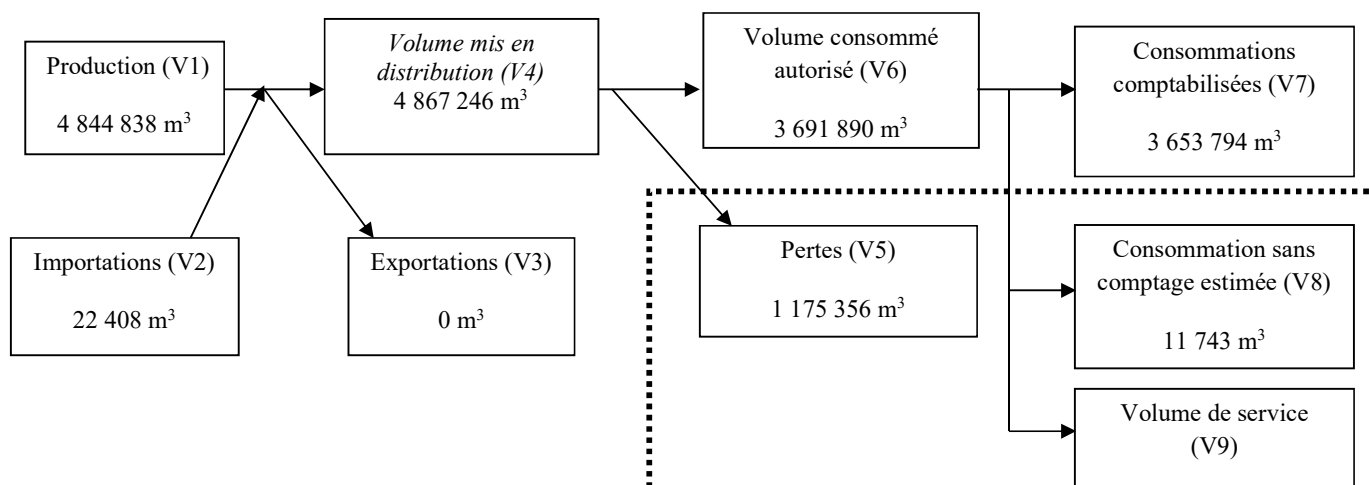 Production (V1)
4 844 838 m³
Volume mis en
distribution (V4)
4 867 246 m³
Volume consommé
autorisé (V6)
3 691 890 m³
Consommations
comptabilisées (V7)
3 653 794 m³
Importations (V2)
22 408 m³
Exportations (V3)
0 m³
Pertes (V5)
1 175 356 m³
Consommation sans
comptage estimée (V8)
11 743 m³
Volume de service
(V9)